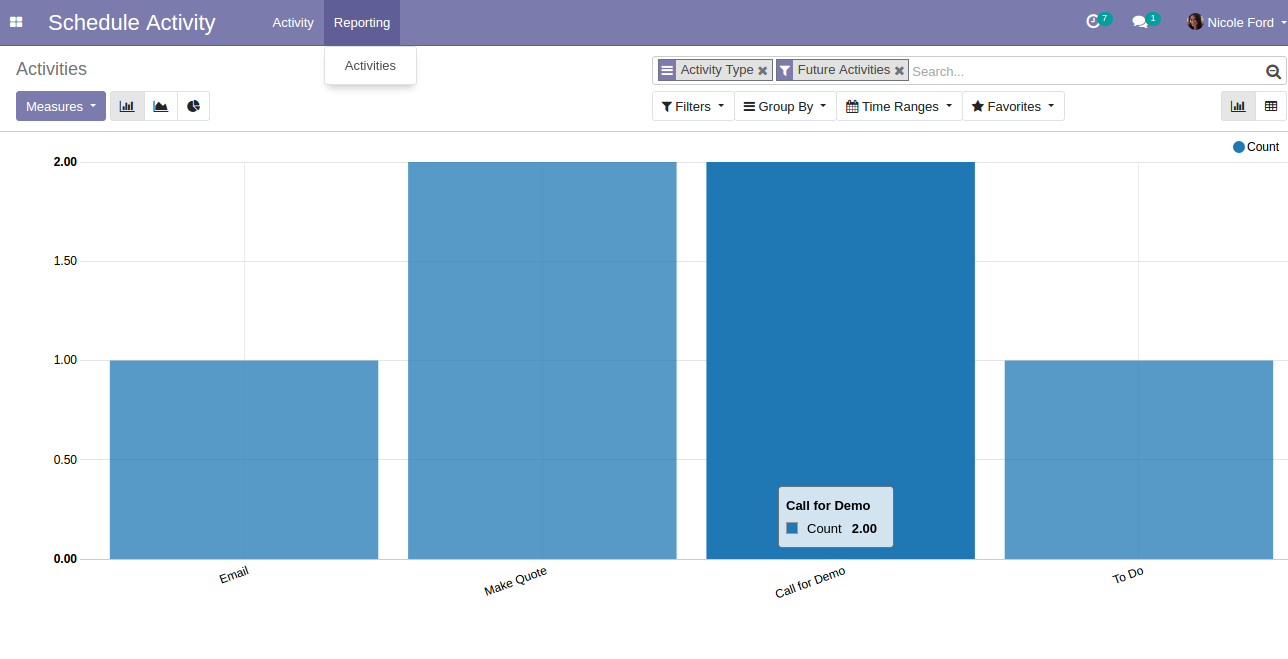 Schedule Activity Activity Reporting 7 1 Nicole Ford
Activities
Activities
Activity Type Future Activities Search...
Measures Filters Group By Time Ranges Favorites
Count
2.00
1.50
1.00
0.50
0.00
Call for Demo
Count 2.00
Email
Make Quote
Call for Demo
To Do